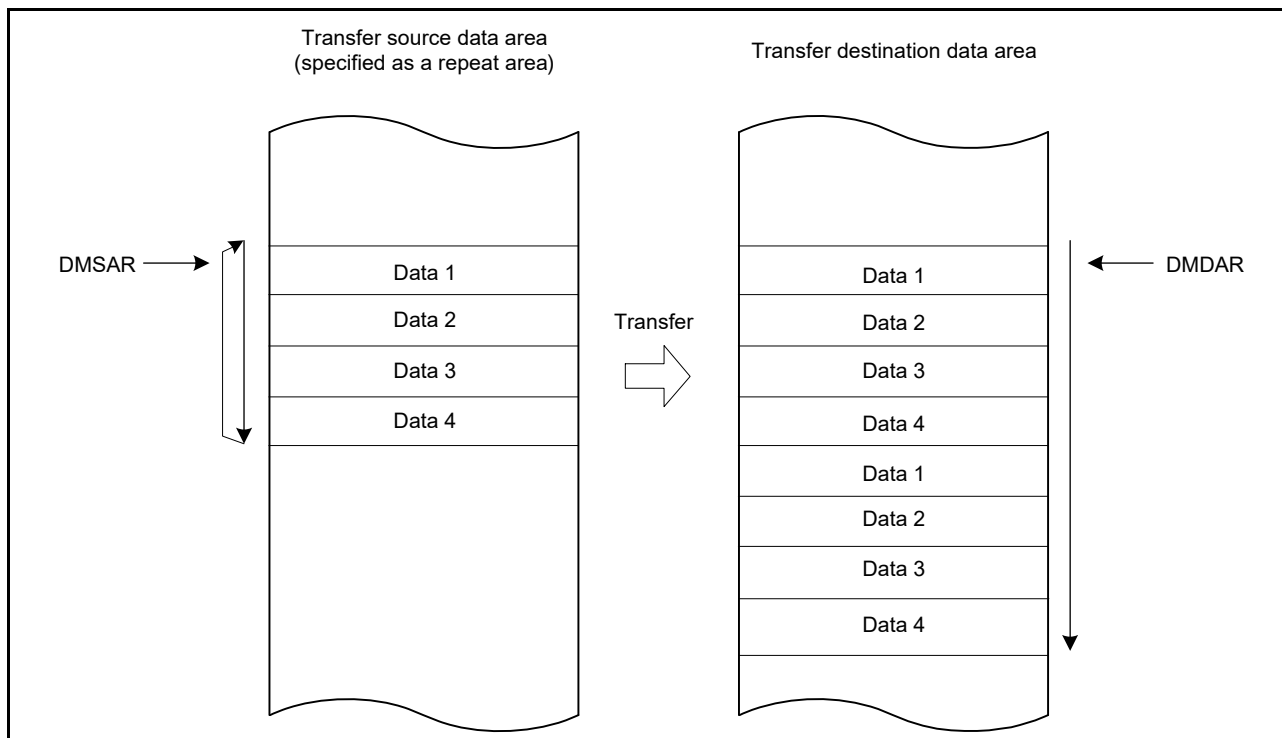 Transfer source data area
(specified as a repeat area)
Transfer destination data area
DMSAR
Data 1
Data 2
Data 3
Data 4
Transfer
Data 1
Data 2
Data 3
Data 4
Data 1
Data 2
Data 3
Data 4
DMDAR